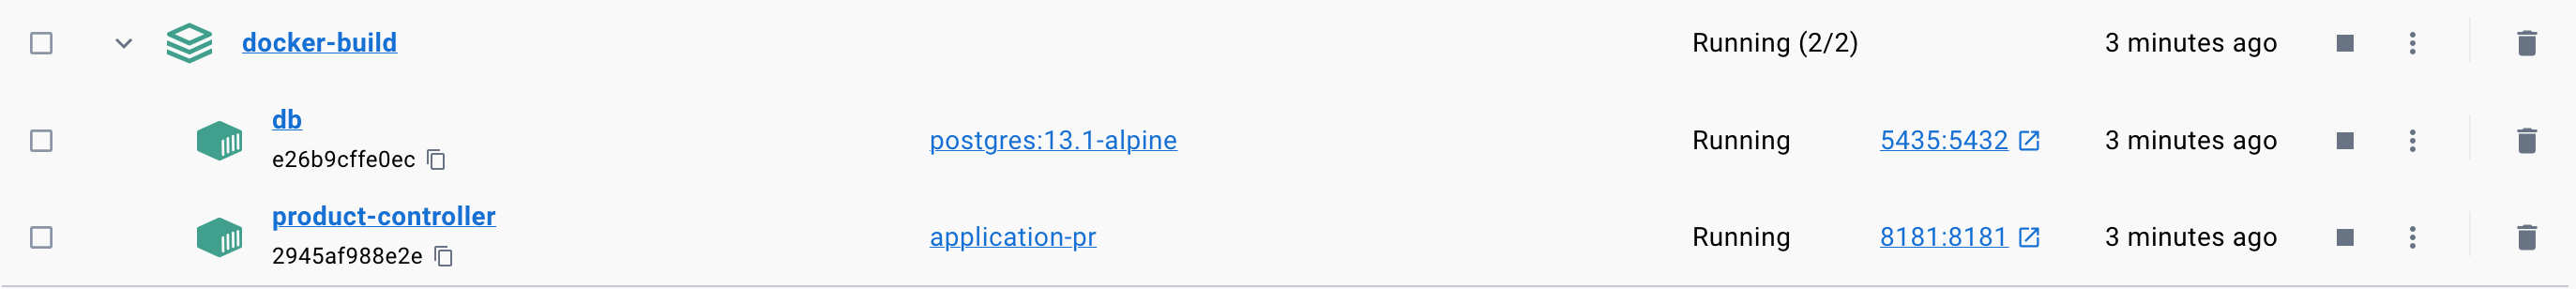 docker-build Running (2/2) 3 minutes ago
db
e26b9cffe0ec postgres:13.1-alpine Running 5435:5432 3 minutes ago
product-controller
2945af988e2e application-pr Running 8181:8181 3 minutes ago